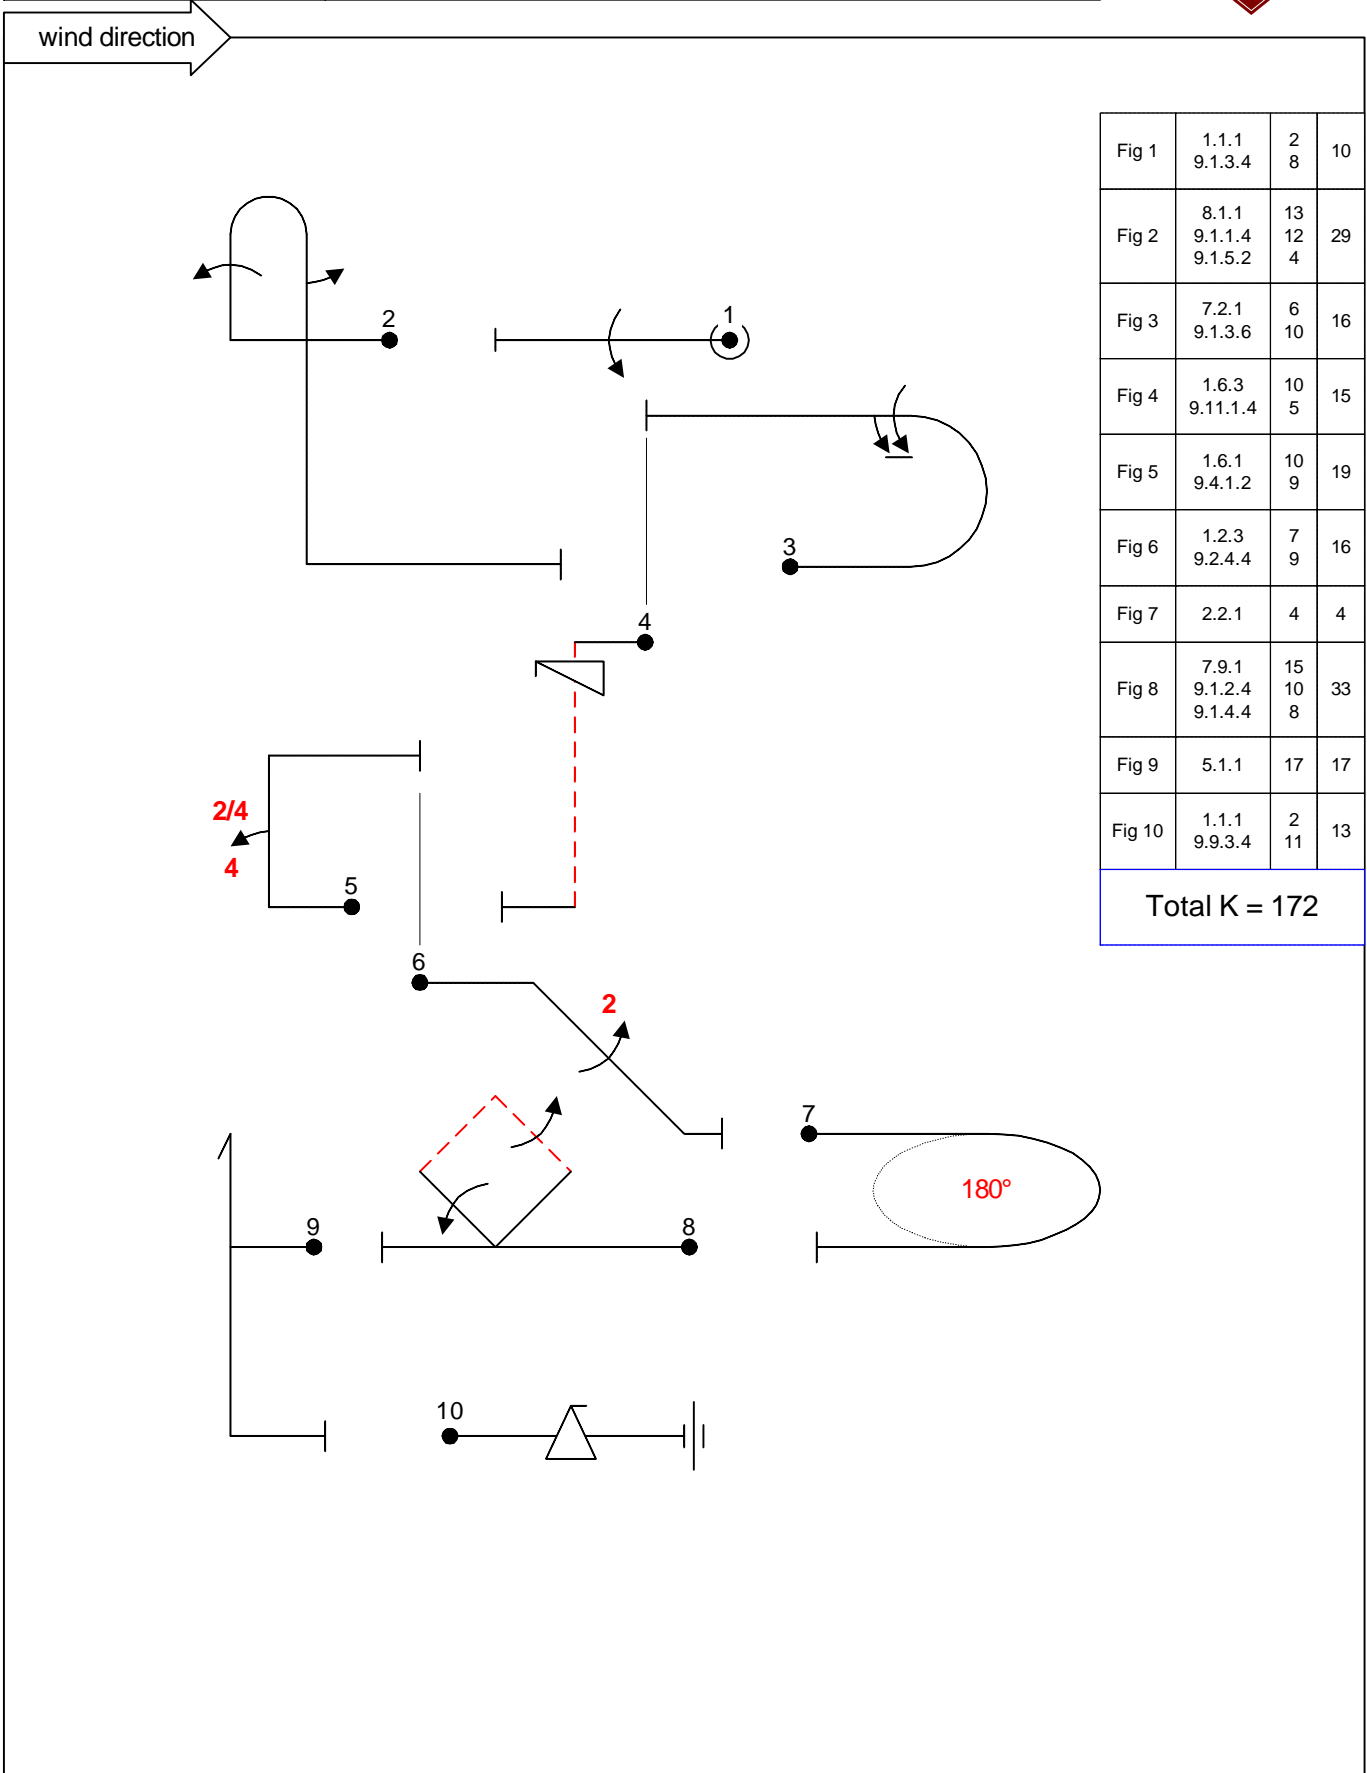 wind direction
Fig 1 1.1.1 2 10
9.1.3.4 8
Fig 2 8.1.1 13 29
9.1.1.4 12
9.1.5.2 4
Fig 3 7.2.1 6 16
9.1.3.6 10
Fig 4 1.6.3 10 15
9.11.1.4 5
Fig 5 1.6.1 10 19
9.4.1.2 9
Fig 6 1.2.3 7 16
9.2.4.4 9
Fig 7 2.2.1 4 4
Fig 8 7.9.1 15 33
9.1.2.4 10
9.1.4.4 8
Fig 9 5.1.1 17 17
Fig 10 1.1.1 2 13
9.9.3.4 11
Total K = 172
2
1
3
4
2/4
4
5
6
2
7
180°
9
8
10